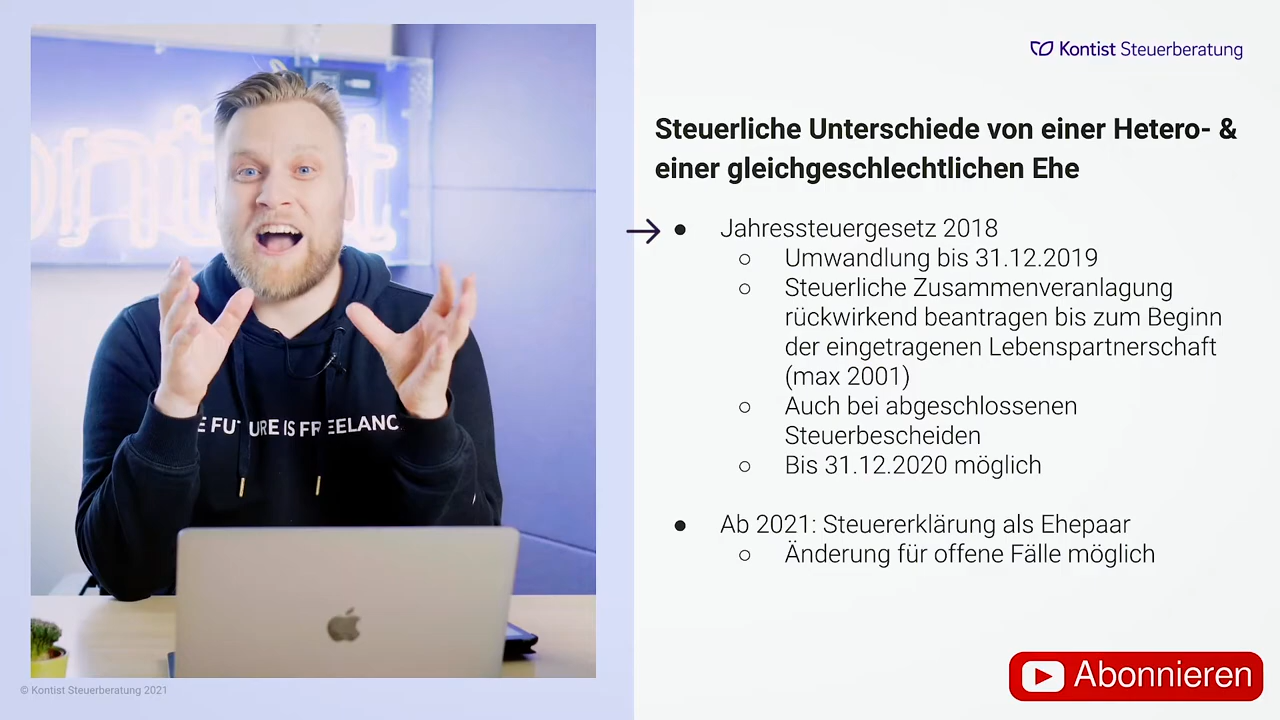 Kontist Steuerberatung
Steuerliche Unterschiede von einer Hetero- &
einer gleichgeschlechtlichen Ehe
Jahressteuergesetz 2018
Umwandlung bis 31.12.2019
Steuerliche Zusammenveranlagung
rückwirkend beantragen bis zum Beginn
der eingetragenen Lebenspartnerschaft
(max 2001)
Auch bei abgeschlossenen
Steuerbescheiden
Bis 31.12.2020 möglich
Ab 2021: Steuererklärung als Ehepaar
Änderung für offene Fälle möglich
E FUTURE IS FREELANC
© Kontist Steuerberatung 2021
Abonnieren